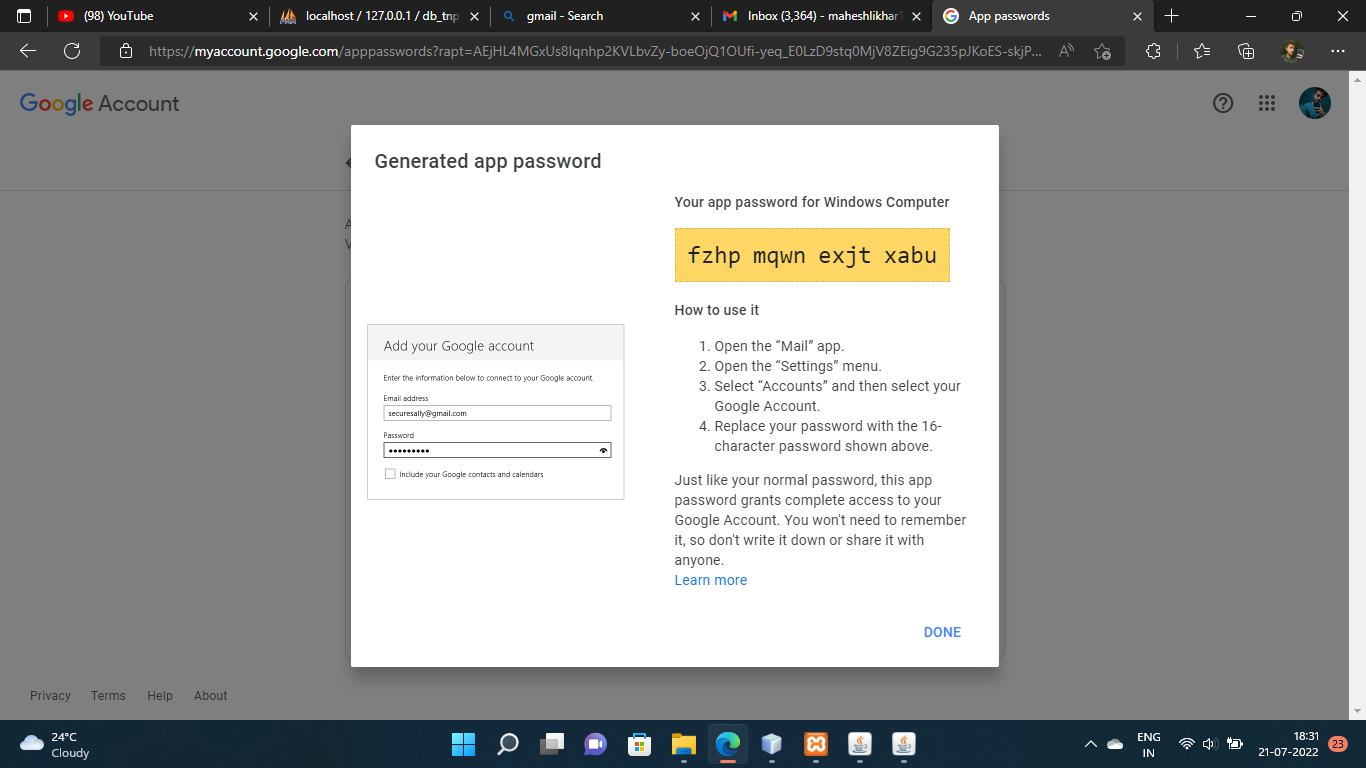 (98) YouTube
localhost / 127.0.0.1 / db_tnp
gmail - Search
Inbox (3,364) - maheshlikhar1
App passwords
https://myaccount.google.com/apppasswords?rapt=AEjHL4MGxUs8Iqnhp2KVLbvZy-boeOjQ1OUfi-yeq_E0LzD9stq0MjV8ZEig9G235pJKoES-skjP...
Google Account
Generated app password
Your app password for Windows Computer
fzhp mqwn exjt xabu
How to use it
1. Open the “Mail” app.
2. Open the “Settings” menu.
3. Select “Accounts” and then select your
Google Account.
4. Replace your password with the 16-
character password shown above.
Just like your normal password, this app
password grants complete access to your
Google Account. You won't need to remember
it, so don't write it down or share it with
anyone.
Learn more
DONE
Add your Google account
Enter the information below to connect to your Google account.
Email address
securesally@gmail.com
Password
Include your Google contacts and calendars
A
V
Privacy Terms Help About
24°C
Cloudy
ENG
IN
18:31
21-07-2022
23